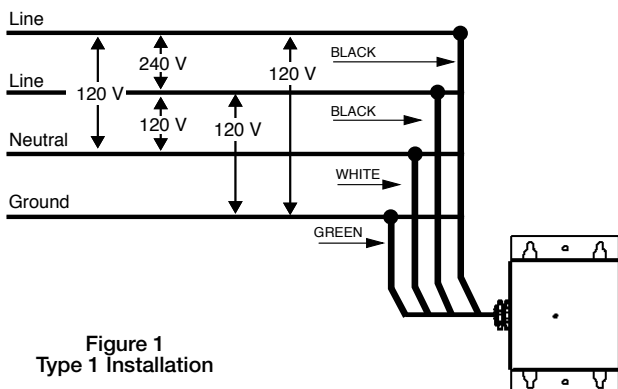 Line
BLACK
240 V
120 V
Line
120 V
BLACK
120 V
120 V
Neutral
WHITE
Ground
GREEN
Figure 1
Type 1 Installation